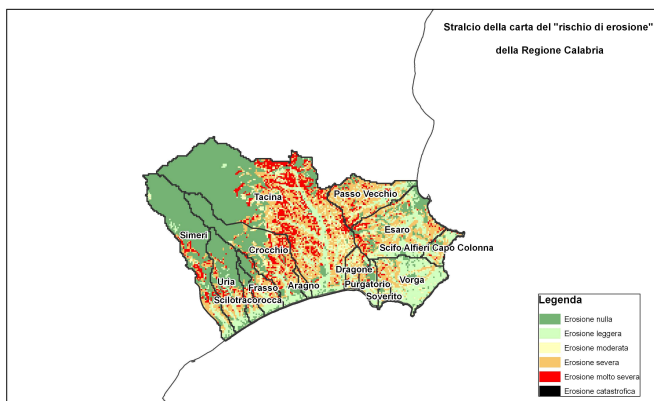 Stralcio della carta del "rischio di erosione"
della Regione Calabria
Passo Vecchio
Tacina
Esaro
Simeri
Scifo Alfieri Capo Colonna
Crocchio
Dragone
Uria
Frasso
Aragno
Purgatorio
Vorga
Scilotracorocca
Soverito
Legenda
Erosione nulla
Erosione leggera
Erosione moderata
Erosione severa
Erosione molto severa
Erosione catastrofica